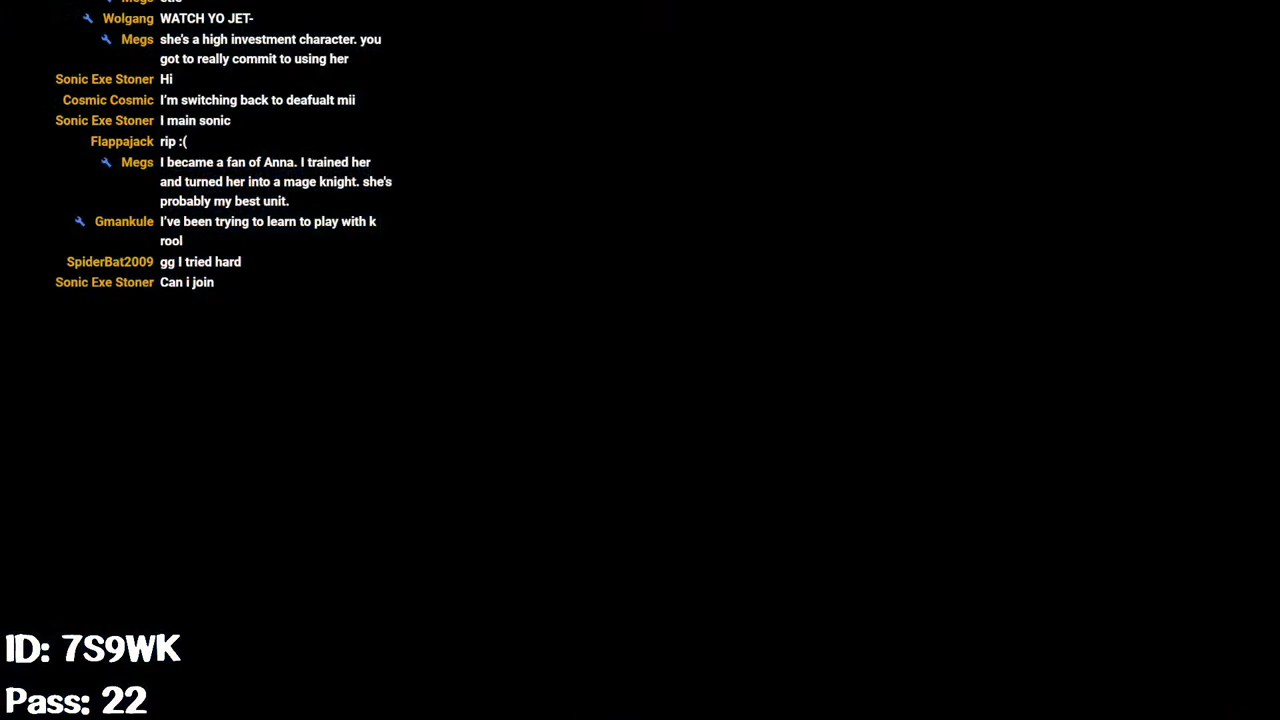 Megs
Wolgang WATCH YO JET-
Megs she's a high investment character. you
got to really commit to using her
Sonic Exe Stoner Hi
Cosmic Cosmic I'm switching back to deafualt mii
Sonic Exe Stoner I main sonic
Flappajack rip :(
Megs I became a fan of Anna. I trained her
and turned her into a mage knight. she's
probably my best unit.
Gmankule I've been trying to learn to play with k
rool
SpiderBat2009 gg I tried hard
Sonic Exe Stoner Can i join
ID: 7S9WK
Pass: 22